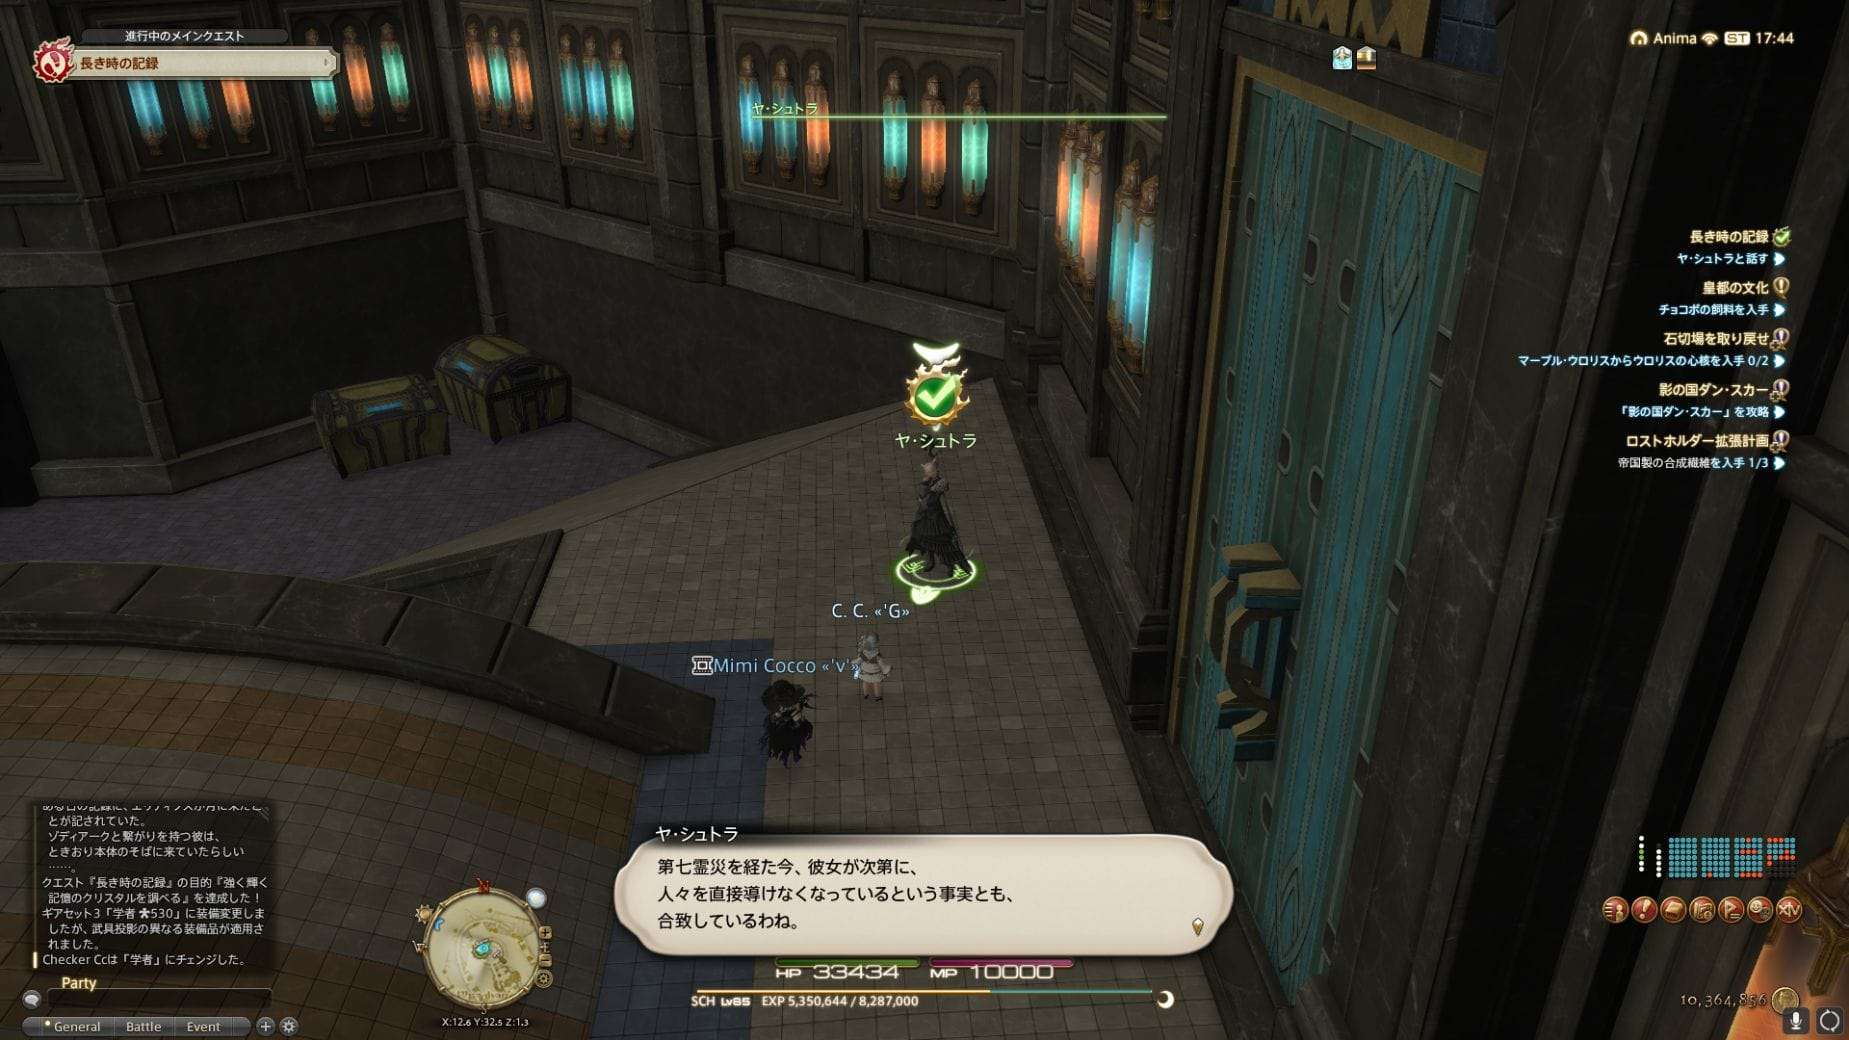 進行中のメインクエスト
長き時の記録
Anima ST 17:44
ヤ・シュトラ
長き時の記録
ヤ・シュトラと話す
皇都の文化
チョコボの飼料を入手
石切場を取り戻せ
マーブル・ウロリスからウロリスの心核を入手 0/2
影の国ダン・スカー
「影の国ダン・スカー」を攻略
ロストホルダー拡張計画
帝国製の合成繊維を入手 1/3
ヤ・シュトラ
C. C. «'G»
Mimi Cocco «'v'»
とが記されていた。
ゾディアークと繋がりを持つ彼は、
ときおり本体のそばに来ていたらしい
……。
クエスト『長き時の記録』の目的『強く輝く
記憶のクリスタルを調べる』を達成した！
ギアセット3「学者 ★530」に装備変更しま
したが、武具投影の異なる装備品が適用さ
れました。
Checker Ccは「学者」にチェンジした。
Party
General Battle Event
N
X:12.6 Y:32.5 Z:1.3
ヤ・シュトラ
第七霊災を経た今、彼女が次第に、
人々を直接導けなくなっているという事実とも、
合致しているわね。
HP 33434 MP 10000
SCH Lv85 EXP 5,350,644 / 8,287,000
XIV
10,364,856